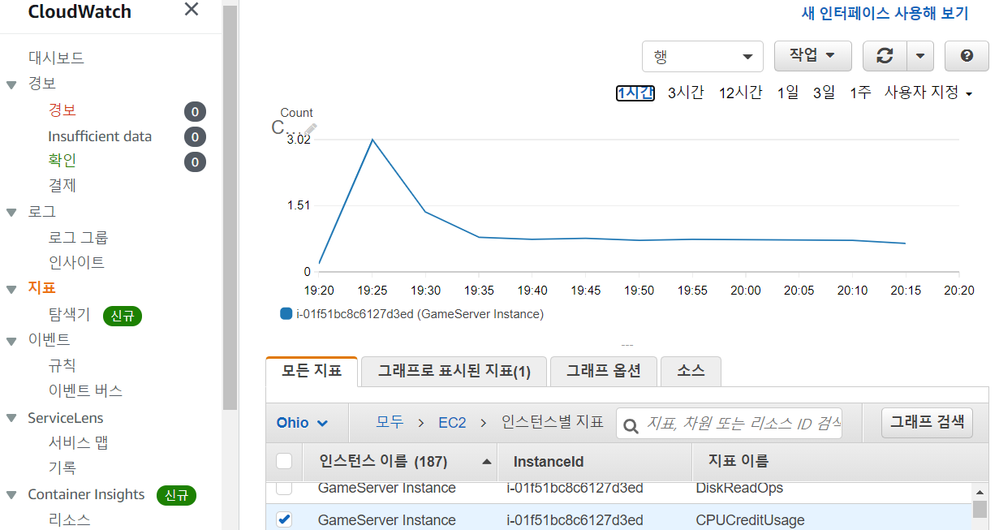 CloudWatch
새 인터페이스 사용해 보기
대시보드
경보
경보 0
Insufficient data 0
확인 0
결제
로그
로그 그룹
인사이트
지표
탐색기 신규
이벤트
규칙
이벤트 버스
ServiceLens
서비스 맵
기록
Container Insights 신규
리소스
행 작업
1시간 3시간 12시간 1일 3일 1주 사용자 지정
Count
C...
3.02
1.51
0
19:20 19:25 19:30 19:35 19:40 19:45 19:50 19:55 20:00 20:05 20:10 20:15 20:20
i-01f51bc8c6127d3ed (GameServer Instance)
모든 지표 그래프로 표시된 지표(1) 그래프 옵션 소스
Ohio 모두 > EC2 > 인스턴스별 지표 지표, 차원 또는 리소스 ID 검색 그래프 검색
인스턴스 이름 (187) InstanceId 지표 이름
GameServer Instance i-01f51bc8c6127d3ed DiskReadOps
GameServer Instance i-01f51bc8c6127d3ed CPUCreditUsage